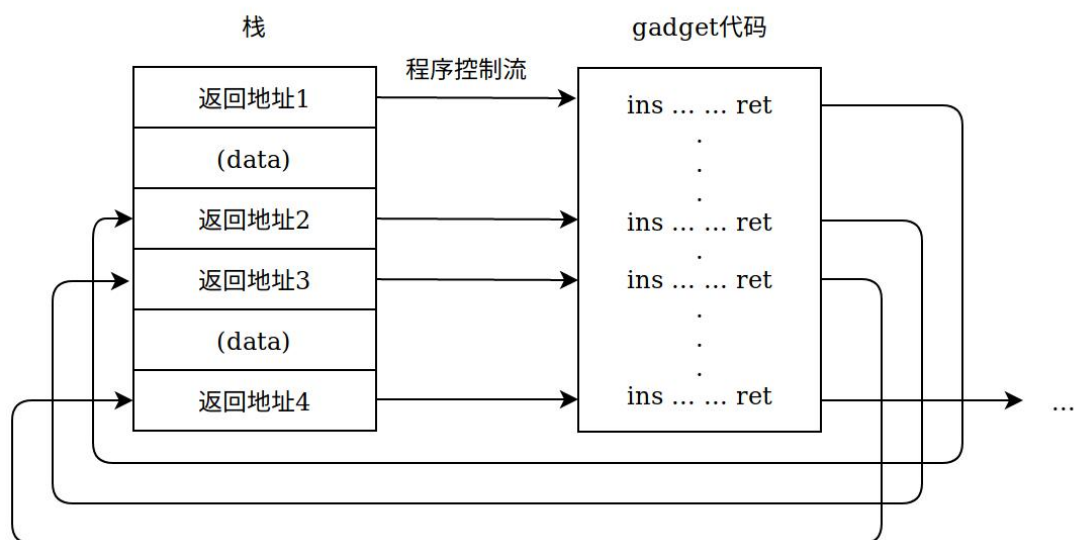 栈
gadget代码
程序控制流
返回地址1
ins ... ... ret
(data)
.
.
.
返回地址2
ins ... ... ret
.
返回地址3
ins ... ... ret
(data)
.
.
.
返回地址4
ins ... ... ret
...